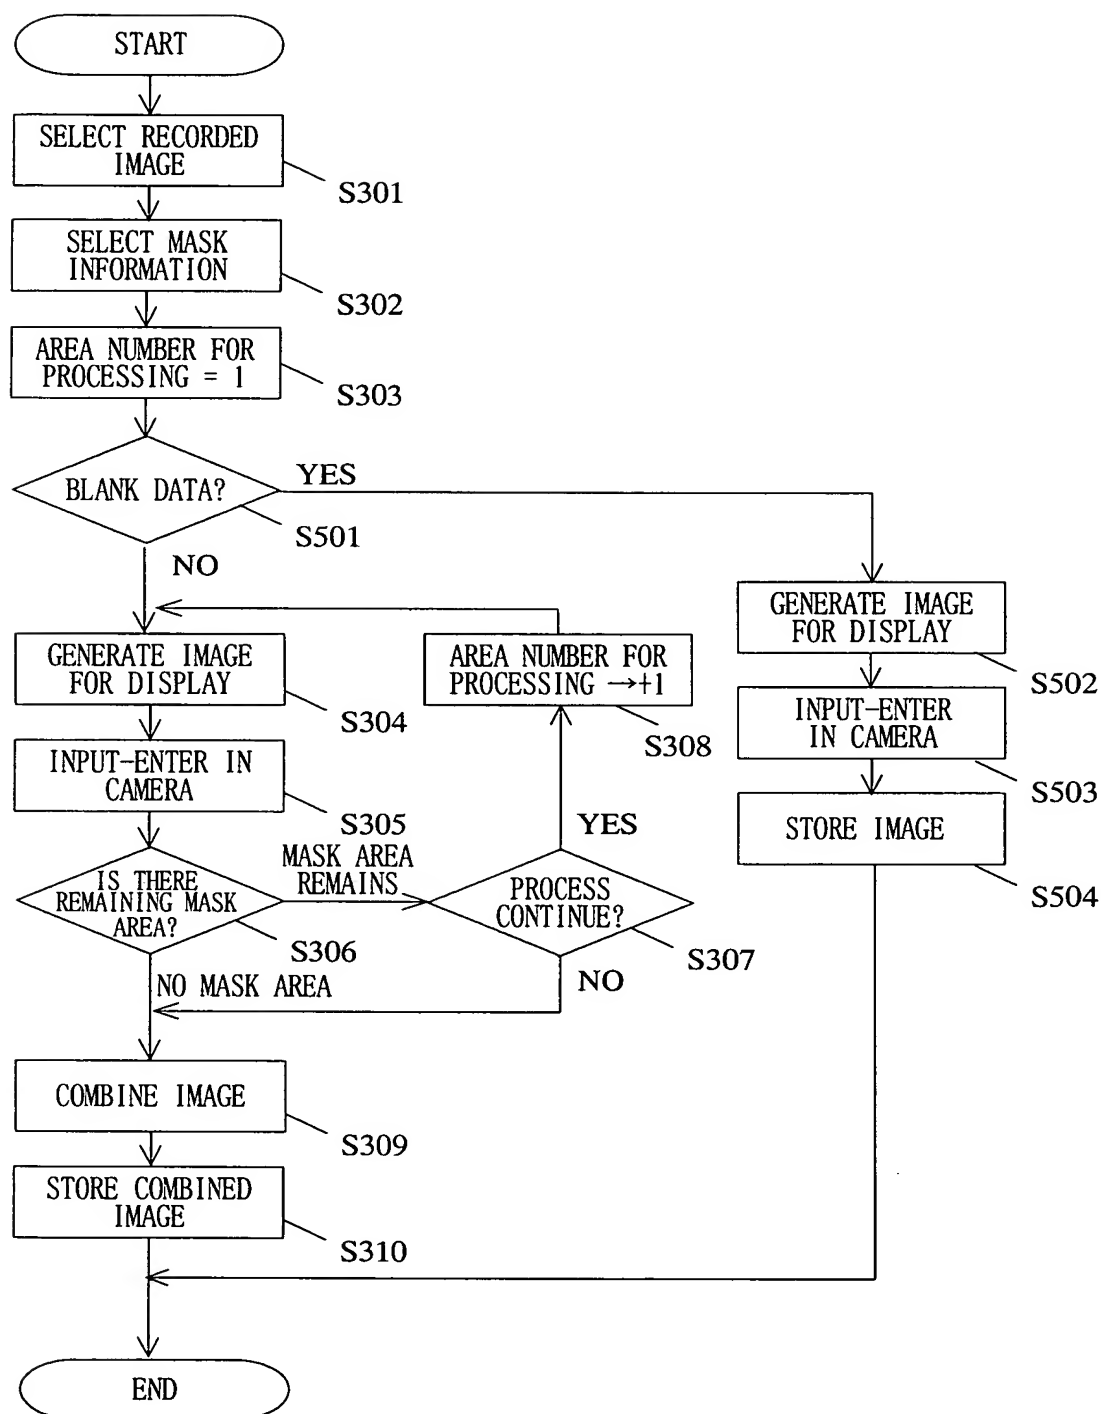 START
SELECT RECORDED
IMAGE
S301
SELECT MASK
INFORMATION
S302
AREA NUMBER FOR
PROCESSING = 1
S303
BLANK DATA?
YES
S501
NO
GENERATE IMAGE
FOR DISPLAY
S304
AREA NUMBER FOR
PROCESSING →+1
S308
GENERATE IMAGE
FOR DISPLAY
S502
INPUT-ENTER IN
CAMERA
S305
INPUT-ENTER
IN CAMERA
S503
STORE IMAGE
S504
IS THERE
REMAINING MASK
AREA?
S306
MASK AREA
REMAINS
YES
PROCESS
CONTINUE?
S307
NO
NO MASK AREA
COMBINE IMAGE
S309
STORE COMBINED
IMAGE
S310
END